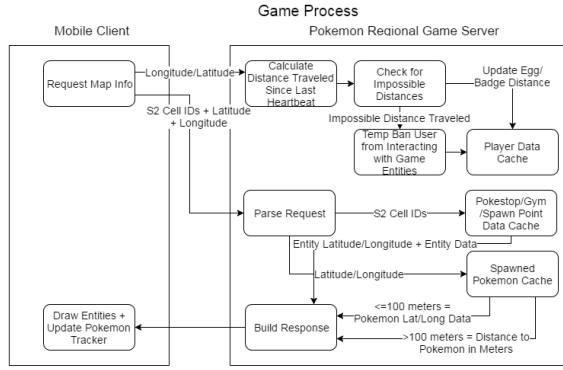 Game Process
Mobile Client
Pokemon Regional Game Server
Request Map Info
Longitude/Latitude
Calculate
Distance Traveled
Since Last
Heartbeat
Check for
Impossible
Distances
Update Egg/
Badge Distance
S2 Cell IDs + Latitude
+ Longitude
Impossible Distance Traveled
Temp Ban User
from Interacting
with Game
Entities
Player Data
Cache
Parse Request
S2 Cell IDs
Pokestop/Gym
/Spawn Point
Data Cache
Entity Latitude/Longitude + Entity Data
Latitude/Longitude
Spawned
Pokemon Cache
<=100 meters =
Pokemon Lat/Long Data
Draw Entities +
Update Pokemon
Tracker
Build Response
>100 meters = Distance to
Pokemon in Meters